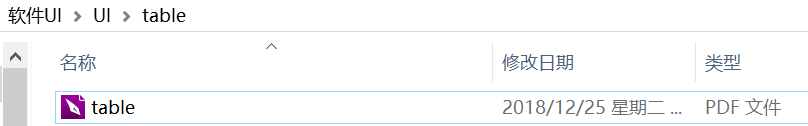 软件UI > UI > table
名称 修改日期 类型
table 2018/12/25 星期二 ... PDF 文件